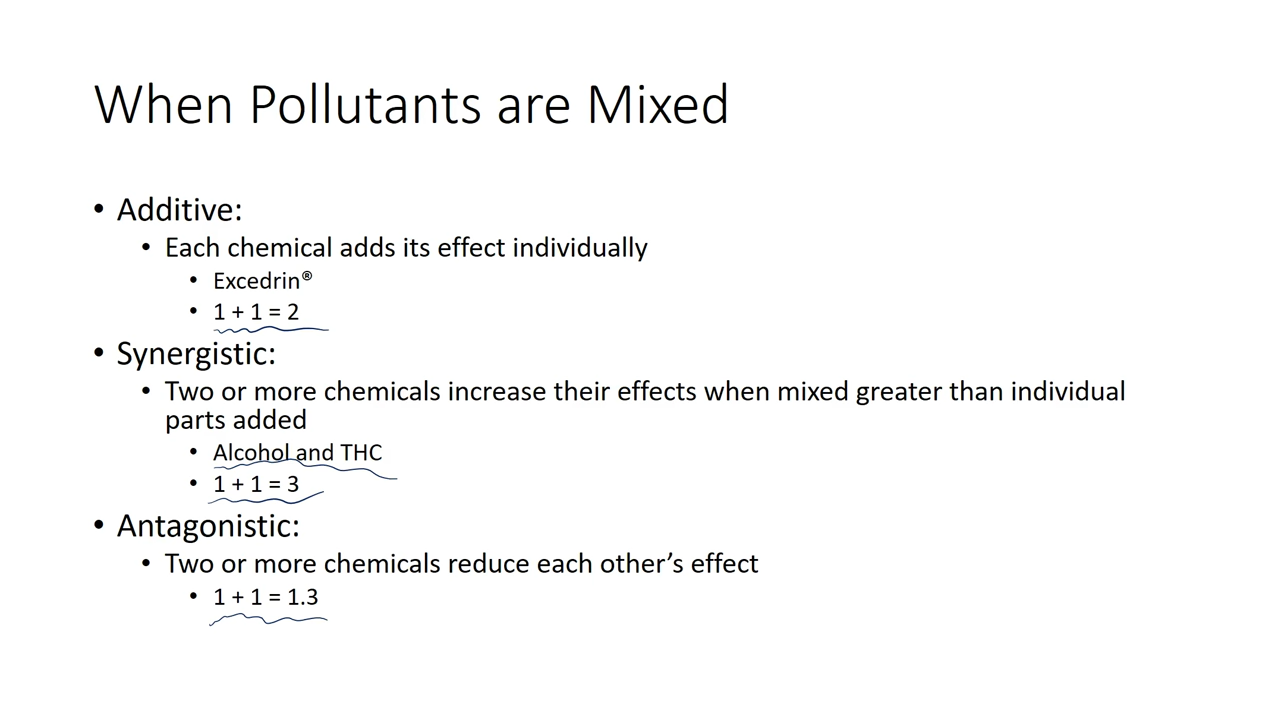 When Pollutants are Mixed
• Additive:
• Each chemical adds its effect individually
• Excedrin®
• 1 + 1 = 2
• Synergistic:
• Two or more chemicals increase their effects when mixed greater than individual
parts added
• Alcohol and THC
• 1 + 1 = 3
• Antagonistic:
• Two or more chemicals reduce each other’s effect
• 1 + 1 = 1.3